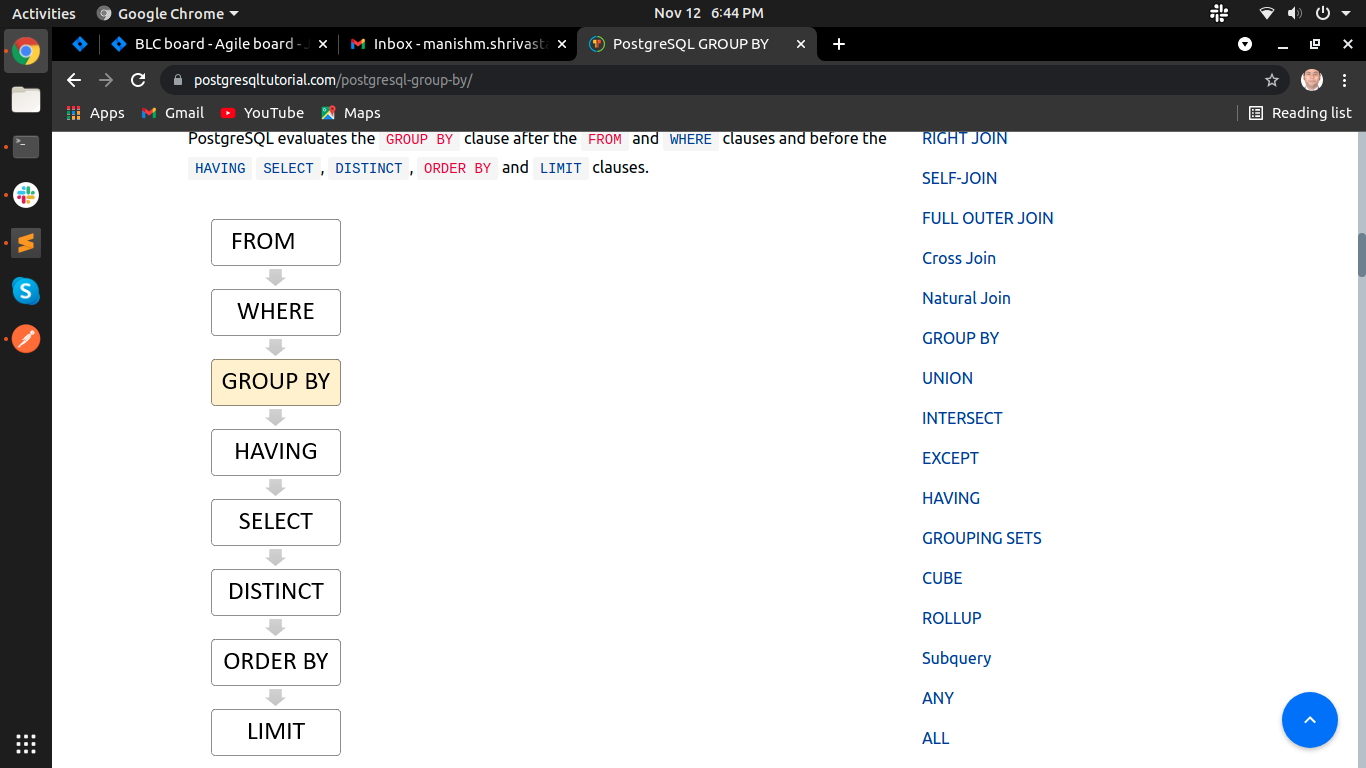 Activities
Google Chrome
Nov 12 6:44 PM
BLC board - Agile board -
Inbox - manishm.shrivast
PostgreSQL GROUP BY
postgresqltutorial.com/postgresql-group-by/
Apps
Gmail
YouTube
Maps
Reading list
PostgreSQL evaluates the GROUP BY clause after the FROM and WHERE clauses and before the
HAVING SELECT, DISTINCT, ORDER BY and LIMIT clauses.
FROM
WHERE
GROUP BY
HAVING
SELECT
DISTINCT
ORDER BY
LIMIT
RIGHT JOIN
SELF-JOIN
FULL OUTER JOIN
Cross Join
Natural Join
GROUP BY
UNION
INTERSECT
EXCEPT
HAVING
GROUPING SETS
CUBE
ROLLUP
Subquery
ANY
ALL